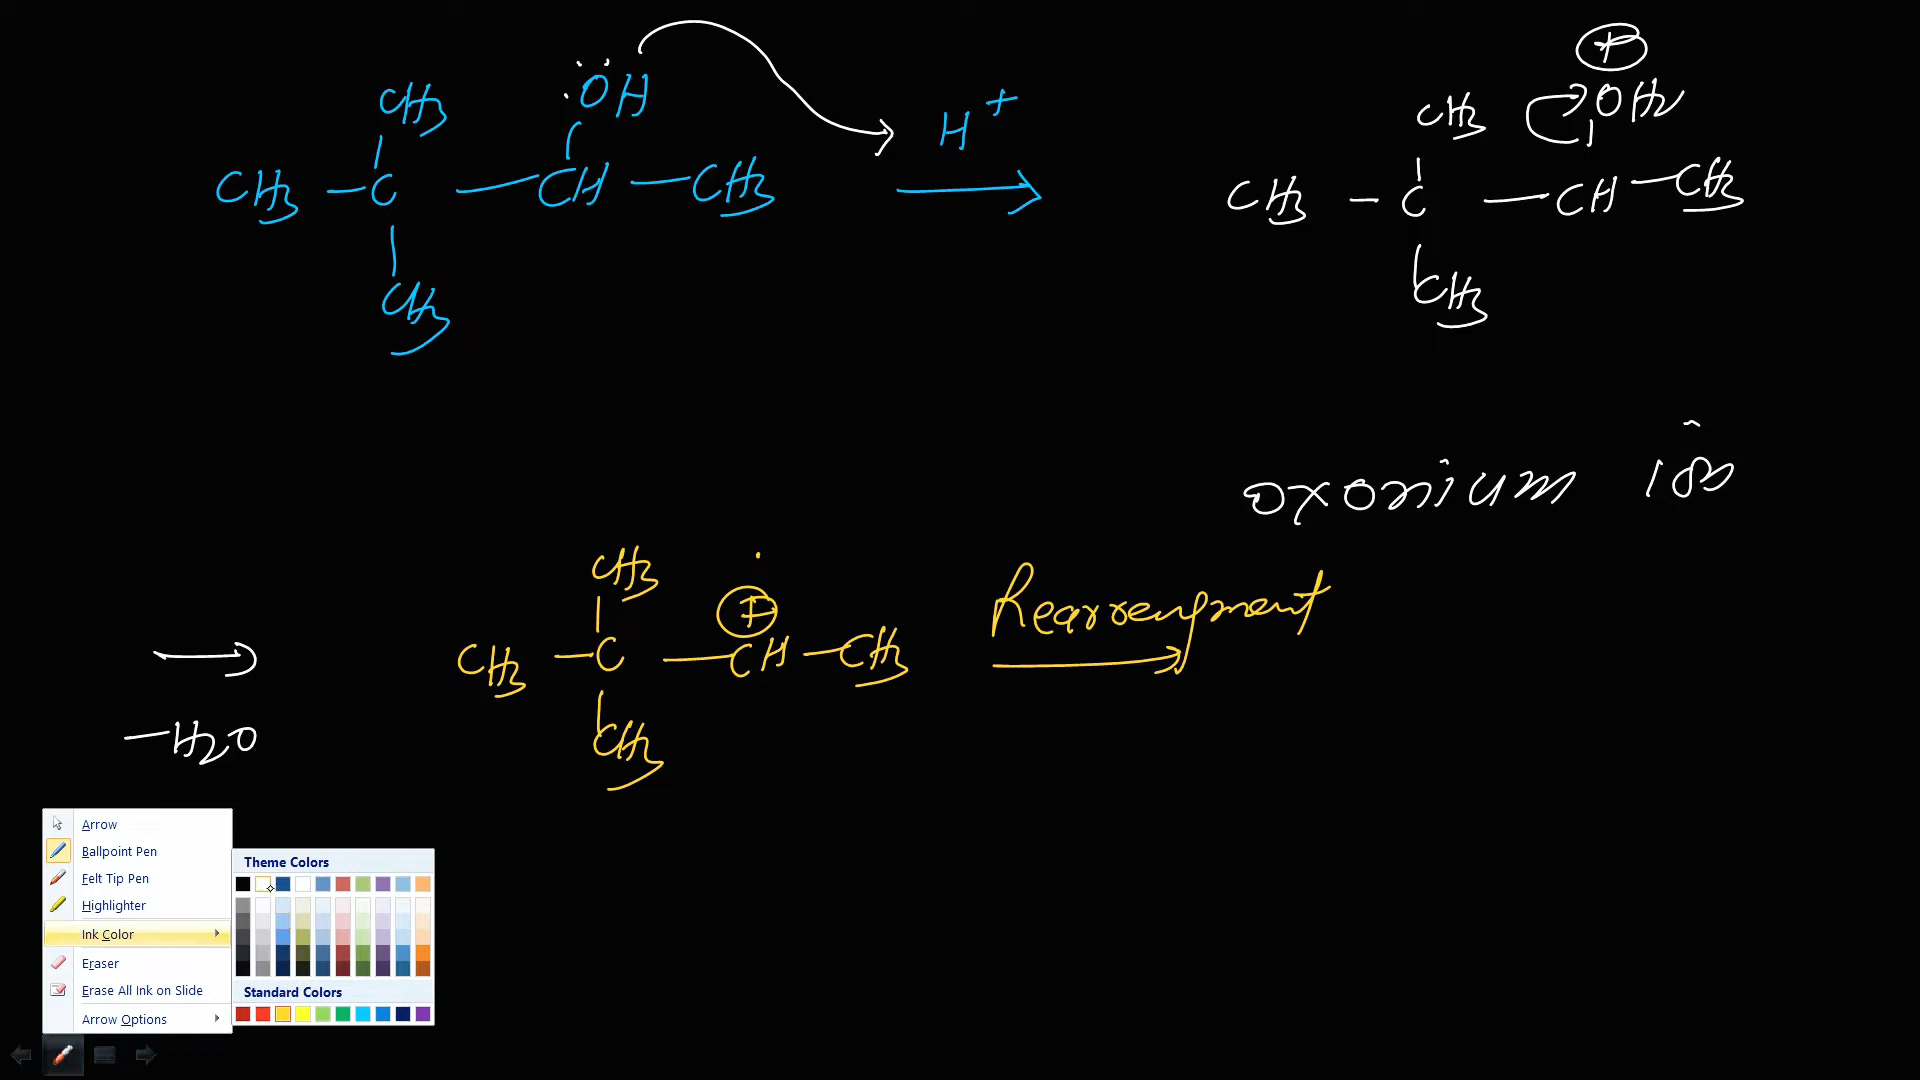 CH3 :OH H+
CH3 – C – CH – CH3
CH3
⊕
CH3 OH2
CH3 – C – CH – CH3
CH3
oxonium ion
CH3 ⊕
CH3 – C – CH – CH3
CH3
Rearrengment
–H2O
Arrow
Ballpoint Pen
Felt Tip Pen
Highlighter
Ink Color
Eraser
Erase All Ink on Slide
Arrow Options
Theme Colors
Standard Colors